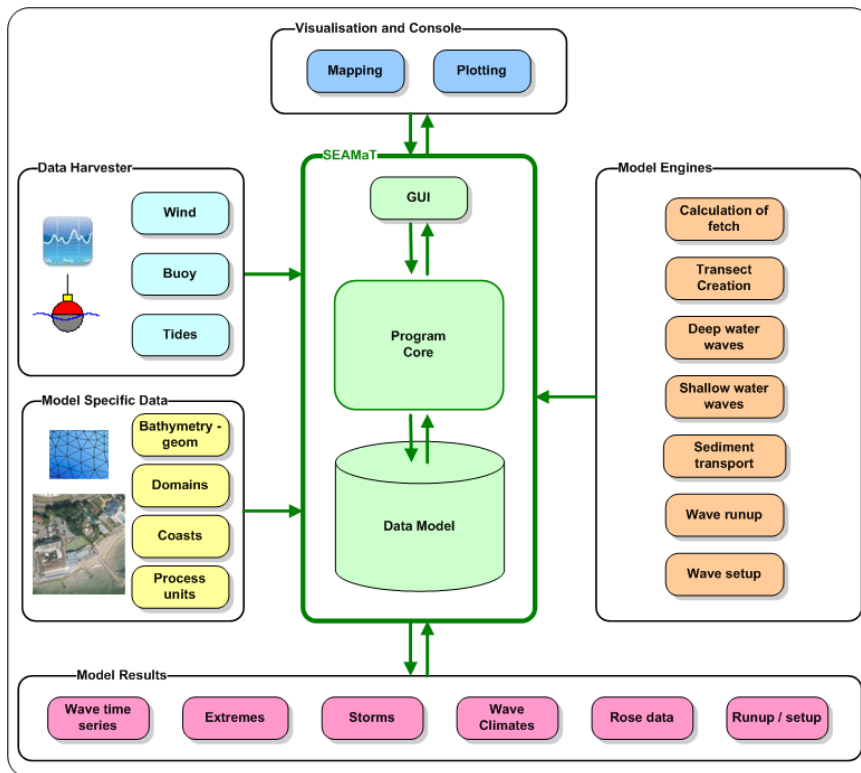 Visualisation and Console
Mapping
Plotting
SEAMaT
GUI
Program
Core
Data Model
Data Harvester
Wind
Buoy
Tides
Model Specific Data
Bathymetry -
geom
Domains
Coasts
Process
units
Model Engines
Calculation of
fetch
Transect
Creation
Deep water
waves
Shallow water
waves
Sediment
transport
Wave runup
Wave setup
Model Results
Wave time
series
Extremes
Storms
Wave
Climates
Rose data
Runup / setup